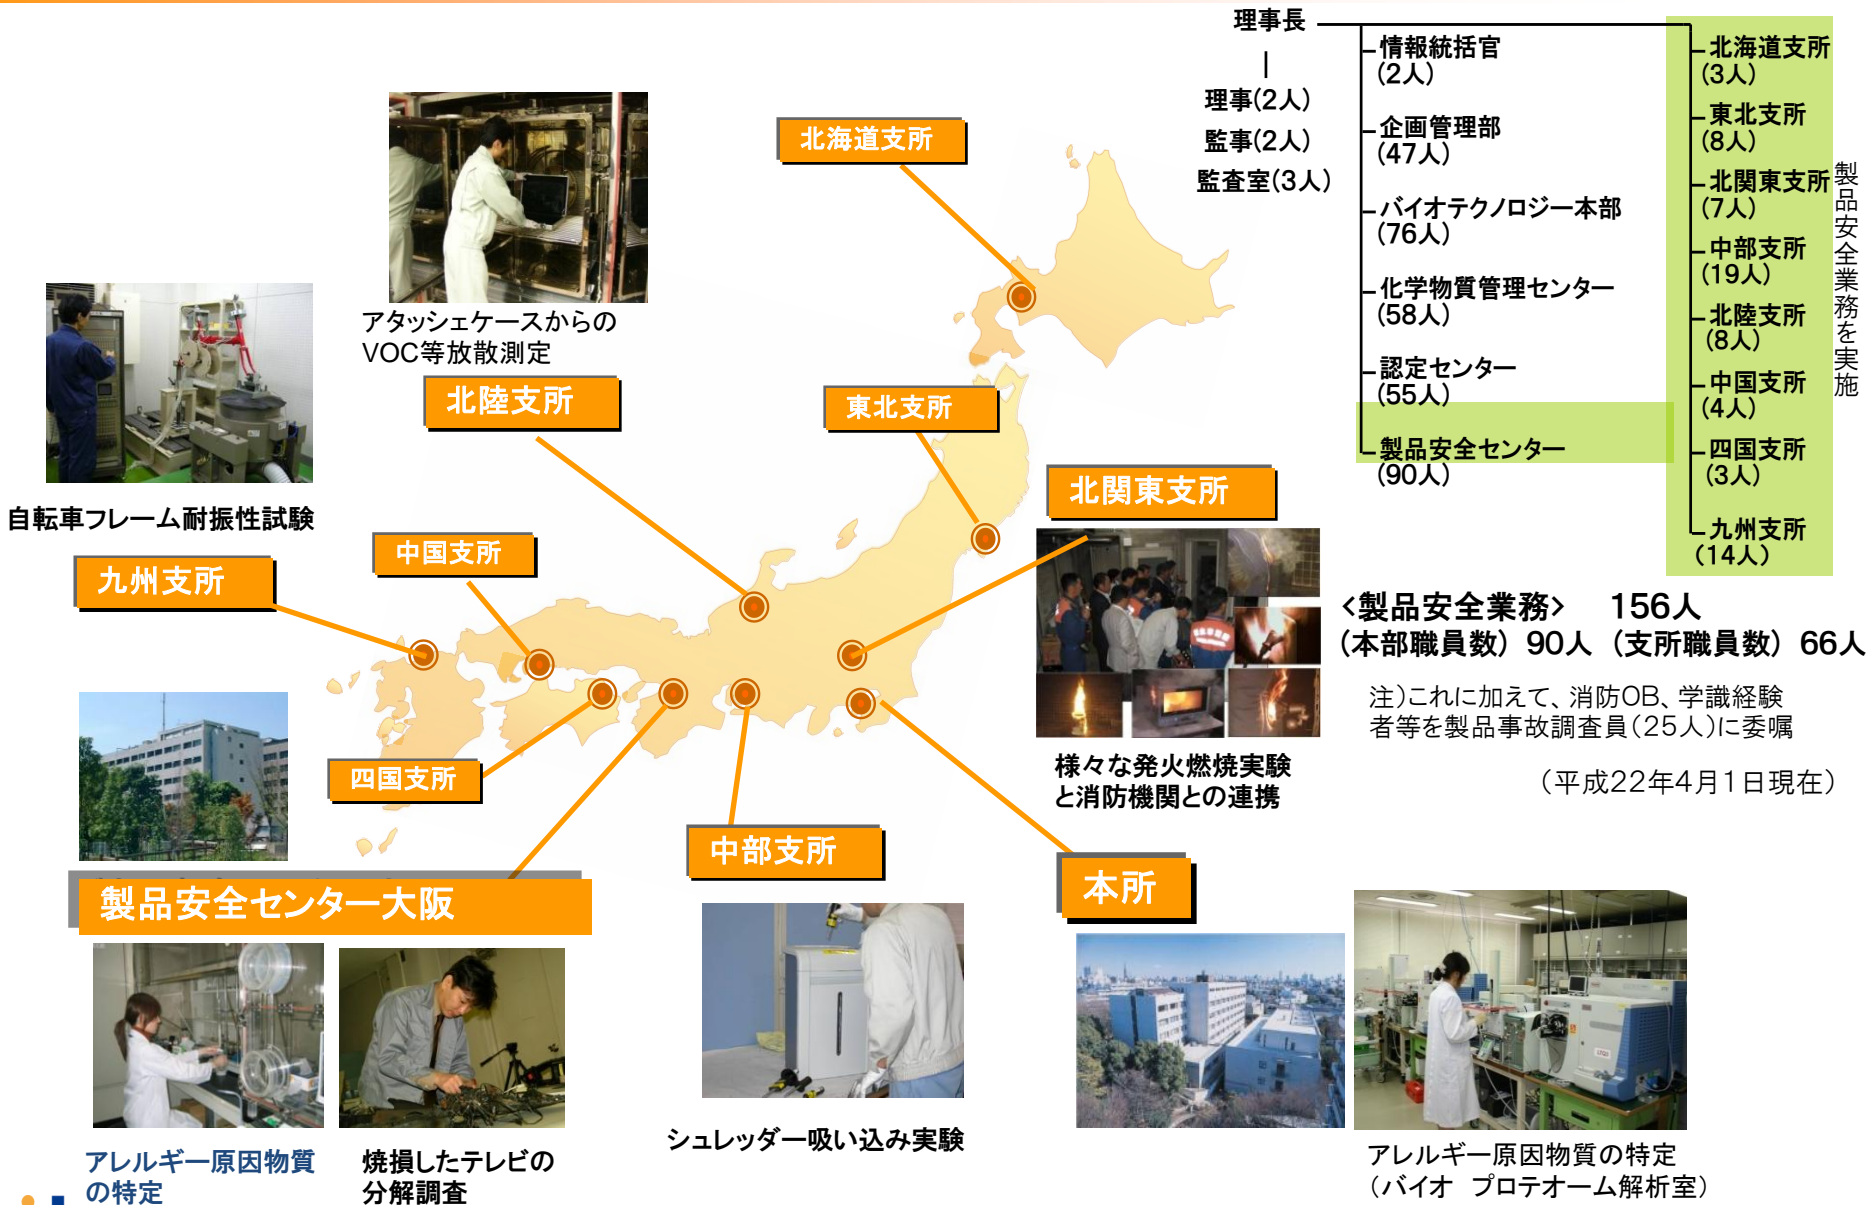 理事長
理事(2人)
監事(2人)
監査室(3人)
情報統括官
(2人)
企画管理部
(47人)
バイオテクノロジー本部
(76人)
化学物質管理センター
(58人)
認定センター
(55人)
製品安全センター
(90人)
北海道支所
(3人)
東北支所
(8人)
北関東支所
(7人)
中部支所
(19人)
北陸支所
(8人)
中国支所
(4人)
四国支所
(3人)
九州支所
(14人)
製品安全業務を実施
<製品安全業務> 156人
(本部職員数) 90人 (支所職員数) 66人
注)これに加えて、消防OB、学識経験
者等を製品事故調査員(25人)に委嘱
(平成22年4月1日現在)
北海道支所
アタッシェケースからの
VOC等放散測定
北陸支所
東北支所
北関東支所
自転車フレーム耐振性試験
中国支所
九州支所
四国支所
様々な発火燃焼実験
と消防機関との連携
中部支所
本所
製品安全センター大阪
シュレッダー吸い込み実験
アレルギー原因物質
の特定
焼損したテレビの
分解調査
アレルギー原因物質の特定
(バイオ プロテオーム解析室)